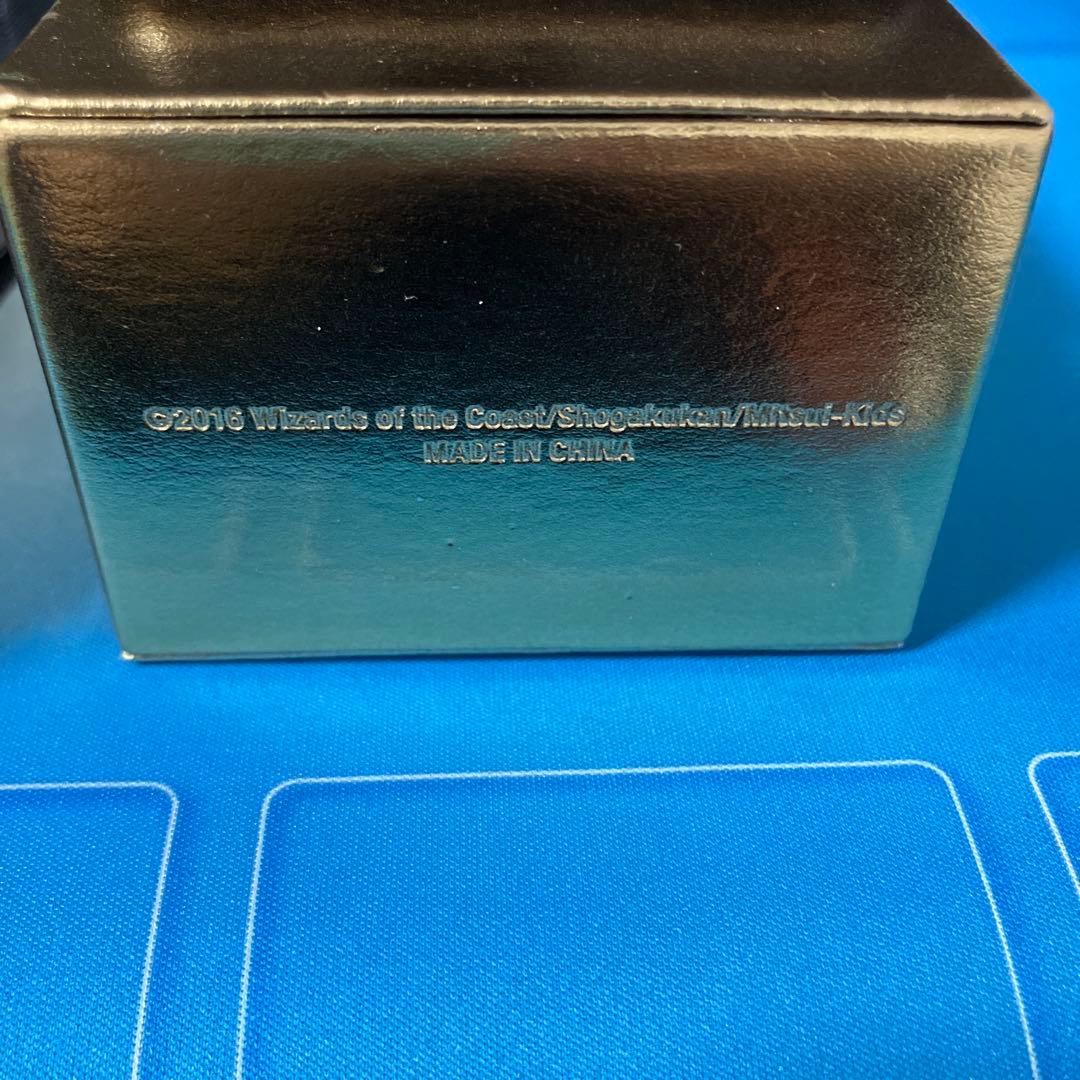 ©2016 Wizards of the Coast/Shogakukan/Mitsui-Kids
MADE IN CHINA